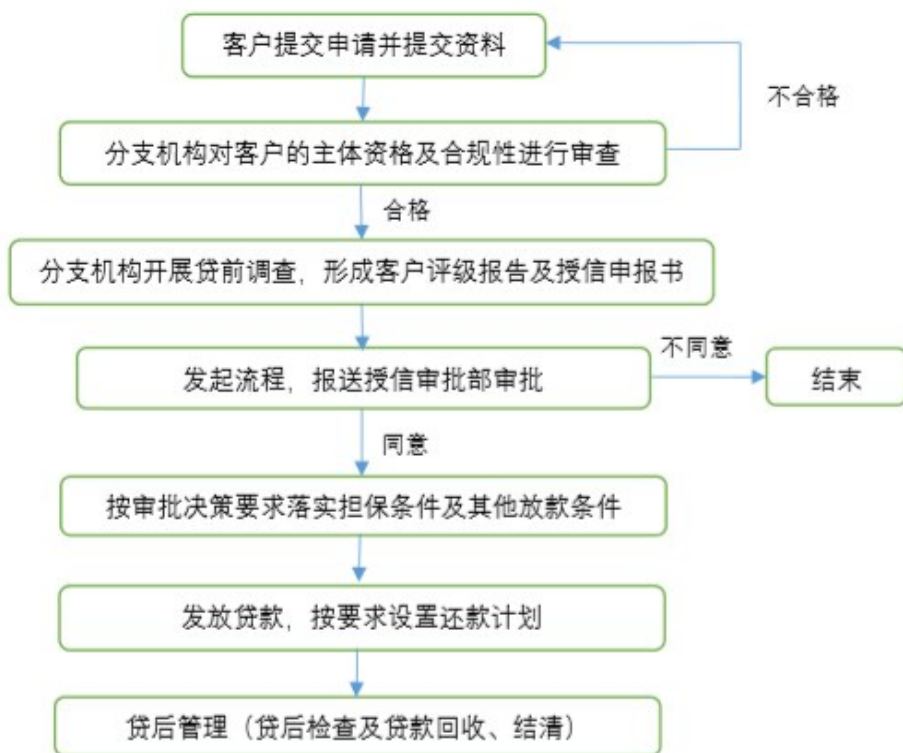 客户提交申请并提交资料
不合格
分支机构对客户的主体资格及合规性进行审查
合格
分支机构开展贷前调查，形成客户评级报告及授信申报书
不同意
发起流程，报送授信审批部审批
结束
同意
按审批决策要求落实担保条件及其他放款条件
发放贷款，按要求设置还款计划
贷后管理（贷后检查及贷款回收、结清）